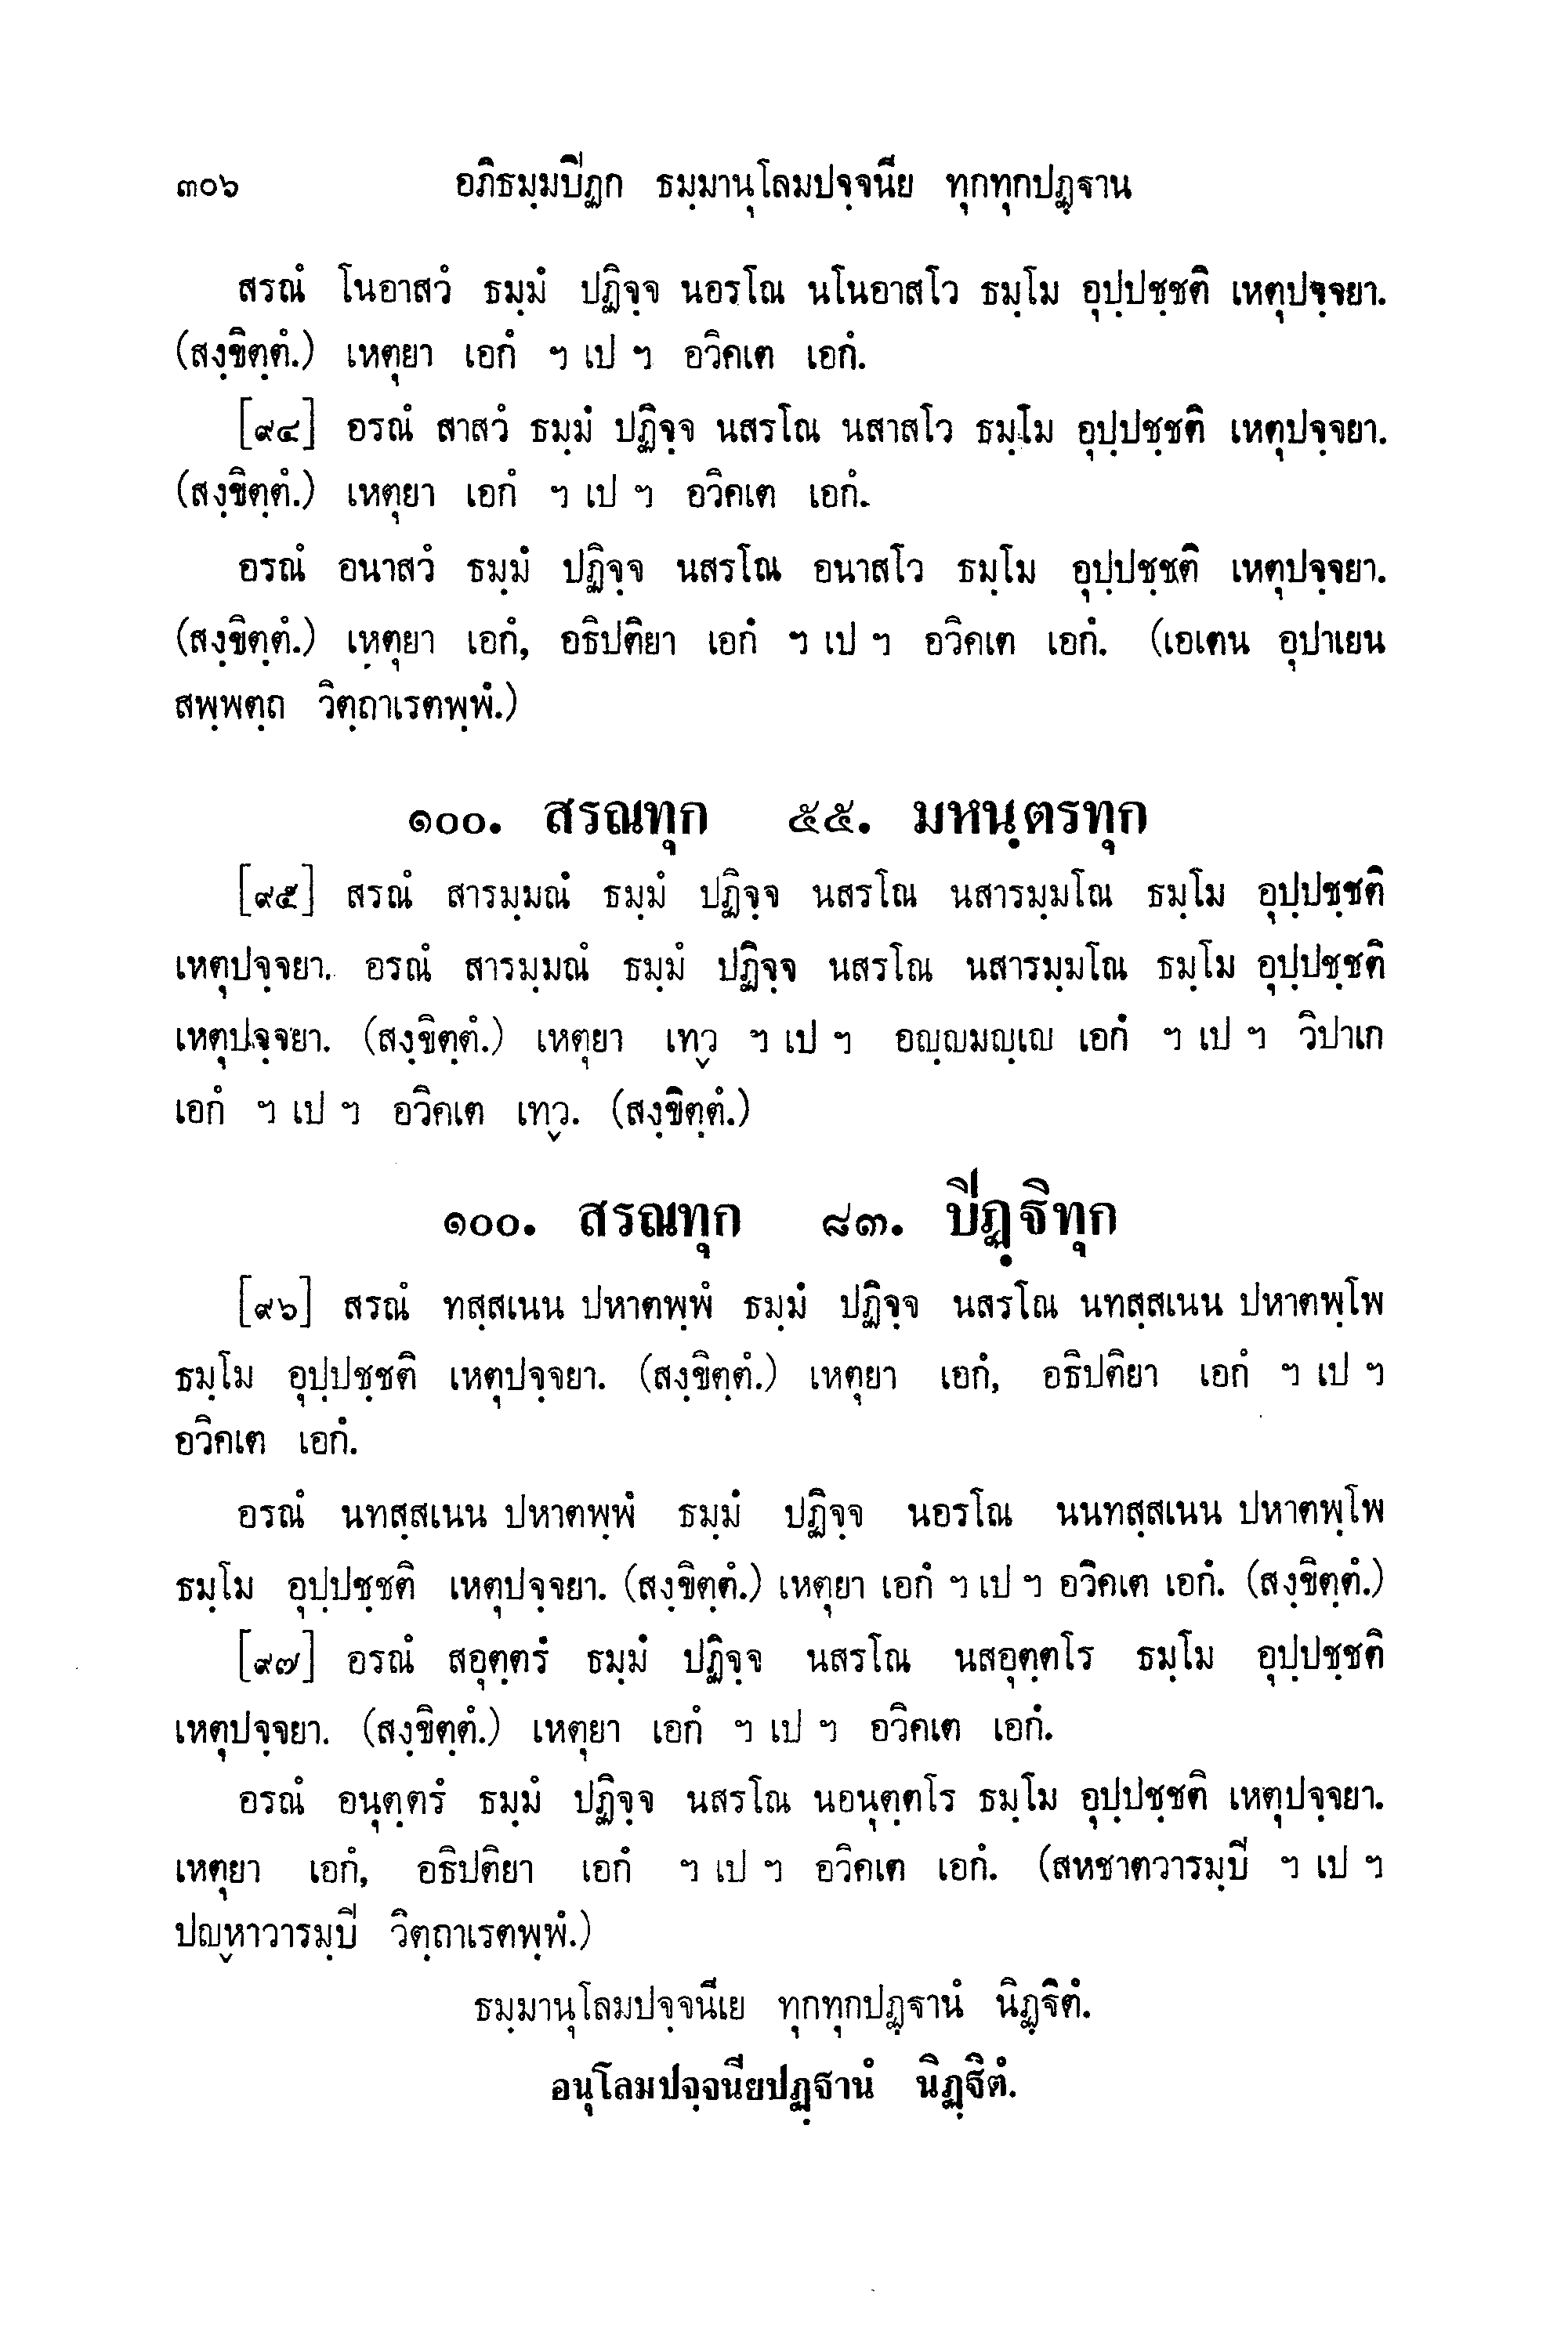 ๓๐๖ อภิธมฺมปิฏก ธมฺมานุโลมปจฺจนีย ทุกทุกปฏฺฐาน
สรณํ โนอาสวํ ธมฺมํ ปฏิจฺจ นอรโณ นโนอาสโว ธมฺโม อุปฺปชฺชติ เหตุปจฺจยา.
(สงฺขิตฺตํ.) เหตุยา เอกํ ฯ เป ฯ อวิคเต เอกํ.
[๙๔] อรณํ สาสวํ ธมฺมํ ปฏิจฺจ นสรโณ นสาสโว ธมฺโม อุปฺปชฺชติ เหตุปจฺจยา.
(สงฺขิตฺตํ.) เหตุยา เอกํ ฯ เป ฯ อวิคเต เอกํ.
อรณํ อนาสวํ ธมฺมํ ปฏิจฺจ นสรโณ อนาสโว ธมฺโม อุปฺปชฺชติ เหตุปจฺจยา.
(สงฺขิตฺตํ.) เหตุยา เอกํ, อธิปติยา เอกํ ฯ เป ฯ อวิคเต เอกํ. (เอเตน อุปาเยน
สพฺพตฺถ วิตฺถาเรตพฺพํ.)
๑๐๐. สรณทุก ๕๕. มหนฺตรทุก
[๙๕] สรณํ สารมฺมณํ ธมฺมํ ปฏิจฺจ นสรโณ นสารมฺมโณ ธมฺโม อุปฺปชฺชติ
เหตุปจฺจยา. อรณํ สารมฺมณํ ธมฺมํ ปฏิจฺจ นสรโณ นสารมฺมโณ ธมฺโม อุปฺปชฺชติ
เหตุปจฺจยา. (สงฺขิตฺตํ.) เหตุยา เทฺว ฯ เป ฯ อญฺญมญฺเญ เอกํ ฯ เป ฯ วิปาเก
เอกํ ฯ เป ฯ อวิคเต เทฺว. (สงฺขิตฺตํ.)
๑๐๐. สรณทุก ๘๓. ปิฏฺฐิทุก
[๙๖] สรณํ ทสฺสเนน ปหาตพฺพํ ธมฺมํ ปฏิจฺจ นสรโณ นทสฺสเนน ปหาตพฺโพ
ธมฺโม อุปฺปชฺชติ เหตุปจฺจยา. (สงฺขิตฺตํ.) เหตุยา เอกํ, อธิปติยา เอกํ ฯ เป ฯ
อวิคเต เอกํ.
อรณํ นทสฺสเนน ปหาตพฺพํ ธมฺมํ ปฏิจฺจ นอรโณ นนทสฺสเนน ปหาตพฺโพ
ธมฺโม อุปฺปชฺชติ เหตุปจฺจยา. (สงฺขิตฺตํ.) เหตุยา เอกํ ฯ เป ฯ อวิคเต เอกํ. (สงฺขิตฺตํ.)
[๙๗] อรณํ สอุตฺตรํ ธมฺมํ ปฏิจฺจ นสรโณ นสอุตฺตโร ธมฺโม อุปฺปชฺชติ
เหตุปจฺจยา. (สงฺขิตฺตํ.) เหตุยา เอกํ ฯ เป ฯ อวิคเต เอกํ.
อรณํ อนุตฺตรํ ธมฺมํ ปฏิจฺจ นสรโณ นอนุตฺตโร ธมฺโม อุปฺปชฺชติ เหตุปจฺจยา.
เหตุยา เอกํ, อธิปติยา เอกํ ฯ เป ฯ อวิคเต เอกํ. (สหชาตวารมฺปิ ฯ เป ฯ
ปญฺหาวารมฺปิ วิตฺถาเรตพฺพํ.)
ธมฺมานุโลมปจฺจนีเย ทุกทุกปฏฺฐานํ นิฏฺฐิตํ.
อนุโลมปจฺจนียปฏฺฐานํ นิฏฺฐิตํ.